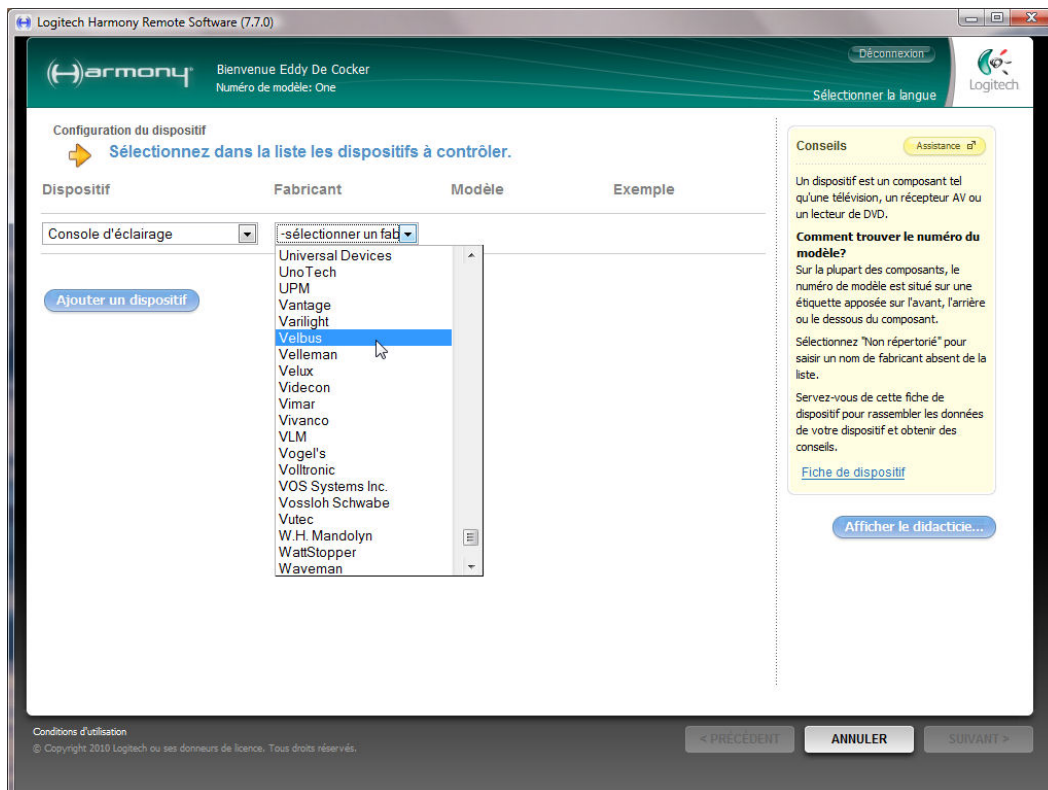 Logitech Harmony Remote Software (7.7.0)
Harmony
Bienvenue Eddy De Cocker
Numéro de modèle: One
Déconnexion
Sélectionner la langue
Logitech
Configuration du dispositif
Sélectionnez dans la liste les dispositifs à contrôler.
Dispositif Fabricant Modèle Exemple
Console d'éclairage
-sélectionner un fab
Universal Devices
UnoTech
UPM
Vantage
Varilight
Velbus
Velleman
Velux
Videcon
Vimar
Vivanco
VLM
Vogel's
Volltronic
VOS Systems Inc.
Vossloh Schwabe
Vutec
W.H. Mandolyn
WattStopper
Waveman
Ajouter un dispositif
Conseils
Assistance
Un dispositif est un composant tel
qu'une télévision, un récepteur AV ou
un lecteur de DVD.
Comment trouver le numéro du
modèle?
Sur la plupart des composants, le
numéro de modèle est situé sur une
étiquette apposée sur l'avant, l'arrière
ou le dessous du composant.
Sélectionnez "Non répertorié" pour
saisir un nom de fabricant absent de la
liste.
Servez-vous de cette fiche de
dispositif pour rassembler les données
de votre dispositif et obtenir des
conseils.
Fiche de dispositif
Afficher le didacticie...
Conditions d'utilisation
© Copyright 2010 Logitech ou ses donneurs de licence. Tous droits réservés.
< PRÉCÉDENT
ANNULER
SUIVANT >